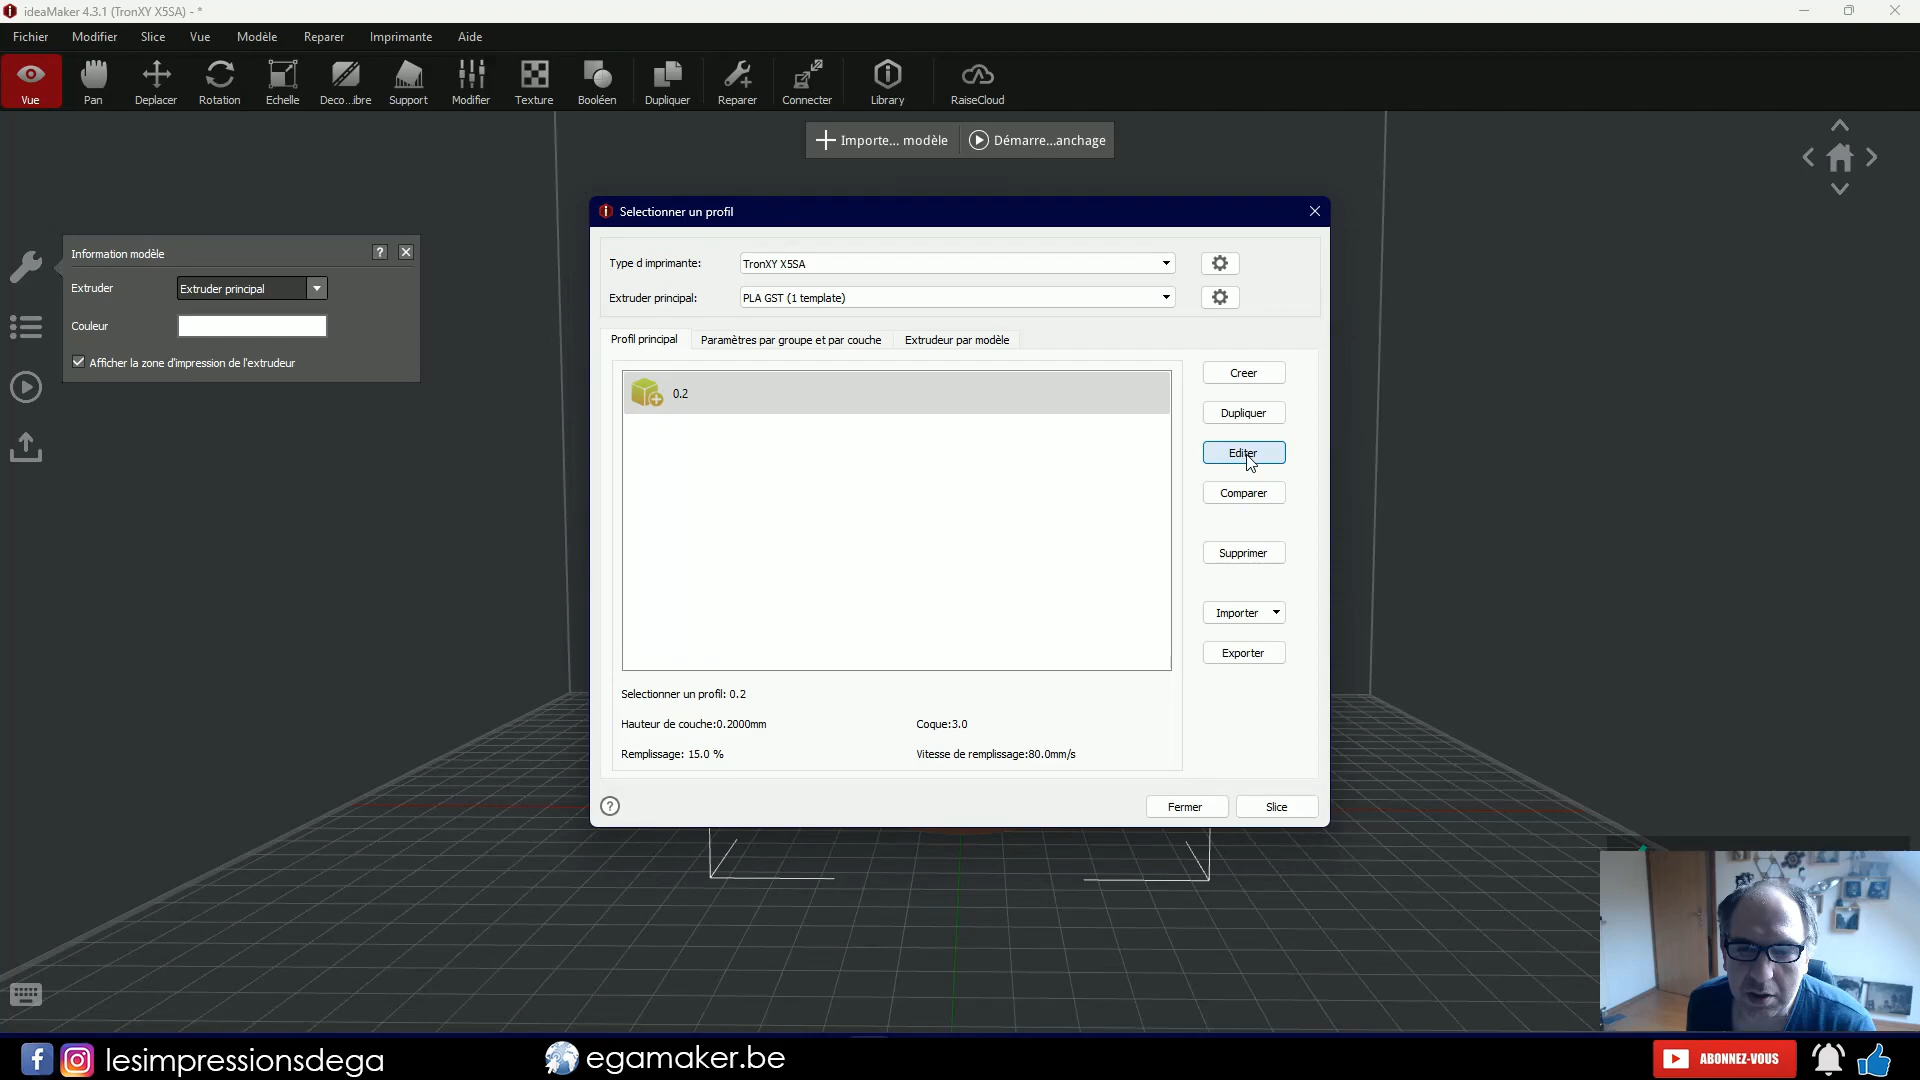 ideaMaker 4.3.1 (TronXY X5SA) - *
Fichier Modifier Slice Vue Modèle Reparer Imprimante Aide
Vue Pan Deplacer Rotation Echelle Deco...ibre Support Modifier Texture Booléen Dupliquer Reparer Connecter Library RaiseCloud
Importe... modèle Démarre...anchage
Selectionner un profil
Information modèle ?
Extruder Extruder principal
Couleur
Afficher la zone d'impression de l'extrudeur
Type d imprimante: TronXY X5SA
Extruder principal: PLA GST (1 template)
Profil principal Paramètres par groupe et par couche Extrudeur par modèle
0.2
Creer
Dupliquer
Editer
Comparer
Supprimer
Importer
Exporter
Selectionner un profil: 0.2
Hauteur de couche:0.2000mm Coque:3.0
Remplissage: 15.0 % Vitesse de remplissage:80.0mm/s
? Fermer Slice
lesimpressionsdega egamaker.be ABONNEZ-VOUS